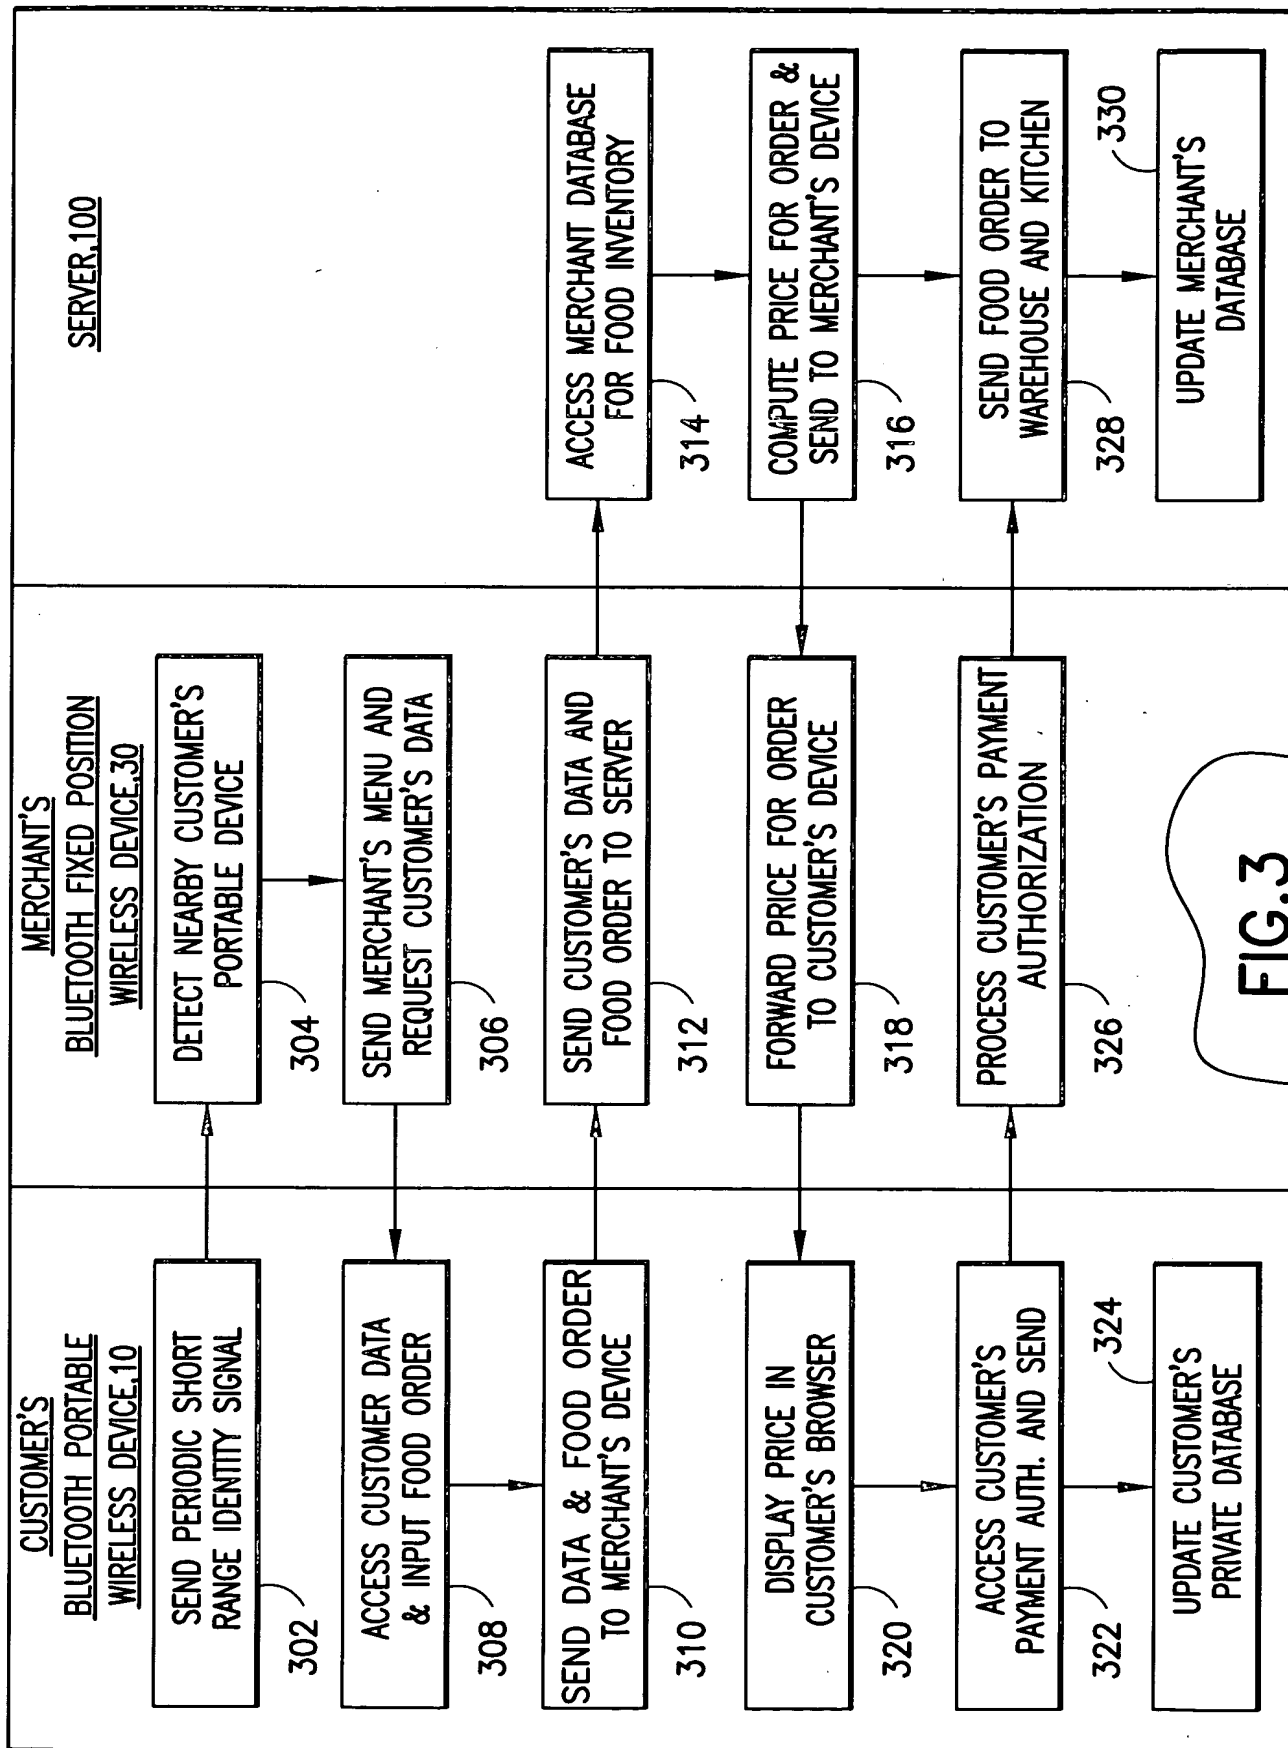 CUSTOMER'S
BLUETOOTH PORTABLE
WIRELESS DEVICE,10
SEND PERIODIC SHORT
RANGE IDENTITY SIGNAL
302
ACCESS CUSTOMER DATA
& INPUT FOOD ORDER
308
SEND DATA & FOOD ORDER
TO MERCHANT'S DEVICE
310
DISPLAY PRICE IN
CUSTOMER'S BROWSER
320
ACCESS CUSTOMER'S
PAYMENT AUTH. AND SEND
322
324
UPDATE CUSTOMER'S
PRIVATE DATABASE
MERCHANT'S
BLUETOOTH FIXED POSITION
WIRELESS DEVICE,30
DETECT NEARBY CUSTOMER'S
PORTABLE DEVICE
304
SEND MERCHANT'S MENU AND
REQUEST CUSTOMER'S DATA
306
SEND CUSTOMER'S DATA AND
FOOD ORDER TO SERVER
312
FORWARD PRICE FOR ORDER
TO CUSTOMER'S DEVICE
318
PROCESS CUSTOMER'S PAYMENT
AUTHORIZATION
326
SERVER,100
ACCESS MERCHANT DATABASE
FOR FOOD INVENTORY
314
COMPUTE PRICE FOR ORDER &
SEND TO MERCHANT'S DEVICE
316
SEND FOOD ORDER TO
WAREHOUSE AND KITCHEN
328
330
UPDATE MERCHANT'S
DATABASE
FIG.3